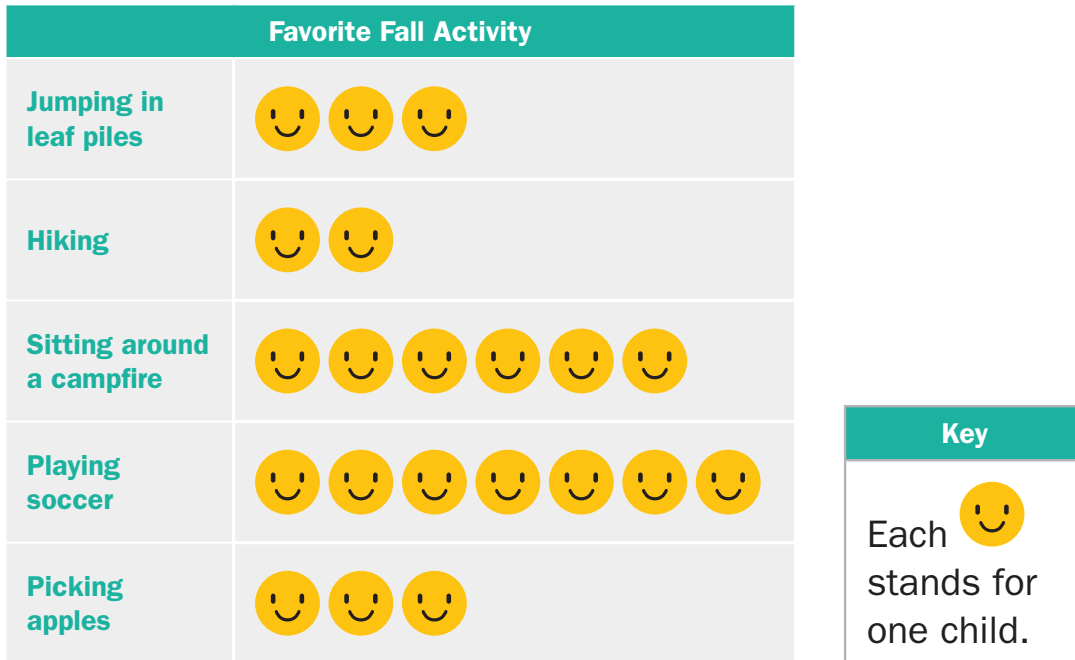 Favorite Fall Activity
Jumping in
leaf piles
Hiking
Sitting around
a campfire
Playing
soccer
Picking
apples
Key
Each
stands for
one child.